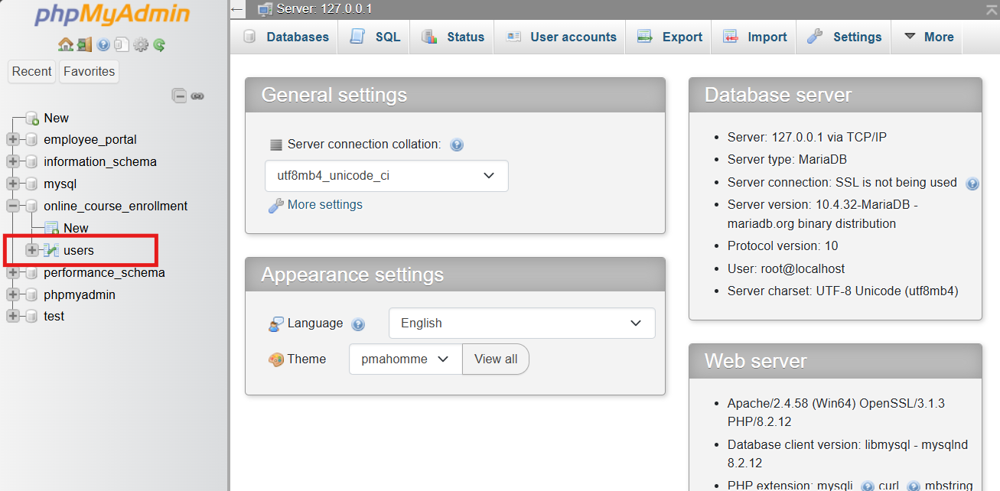 phpMyAdmin
Recent Favorites
New
employee_portal
information_schema
mysql
online_course_enrollment
New
users
performance_schema
phpmyadmin
test
Server: 127.0.0.1
Databases SQL Status User accounts Export Import Settings More
General settings
Server connection collation:
utf8mb4_unicode_ci
More settings
Appearance settings
Language English
Theme pmahomme View all
Database server
Server: 127.0.0.1 via TCP/IP
Server type: MariaDB
Server connection: SSL is not being used
Server version: 10.4.32-MariaDB -
mariadb.org binary distribution
Protocol version: 10
User: root@localhost
Server charset: UTF-8 Unicode (utf8mb4)
Web server
Apache/2.4.58 (Win64) OpenSSL/3.1.3
PHP/8.2.12
Database client version: libmysql - mysqlnd
8.2.12
PHP extension: mysqli curl mbstring